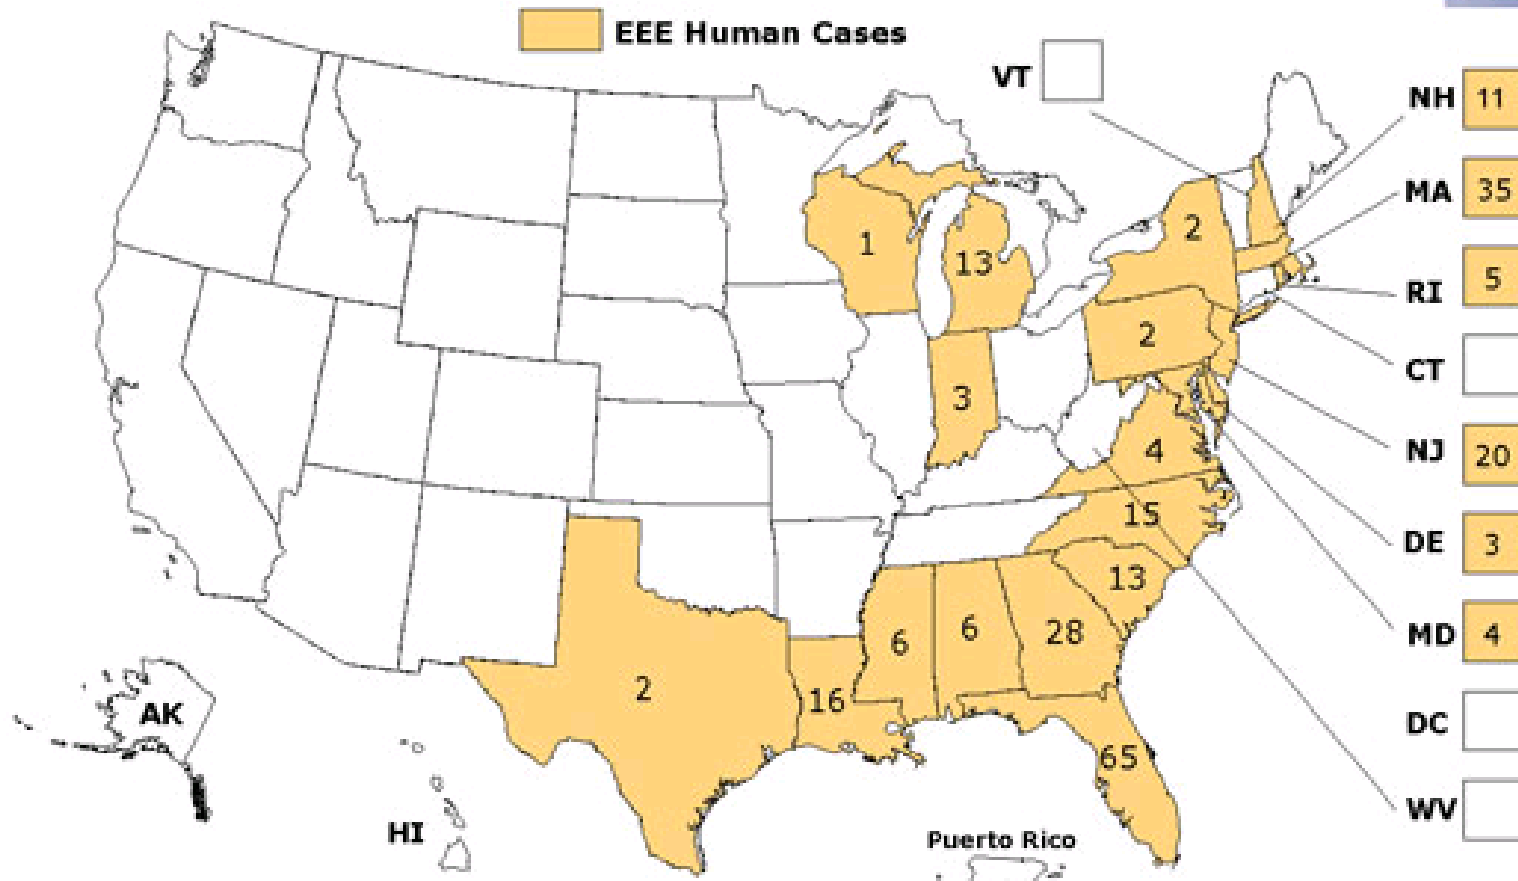 EEE Human Cases
VT
NH 11
MA 35
1
13
2
RI 5
2
CT
3
4
NJ 20
15
DE 3
13
6
6
28
MD 4
2
16
AK
DC
65
HI
WV
Puerto Rico